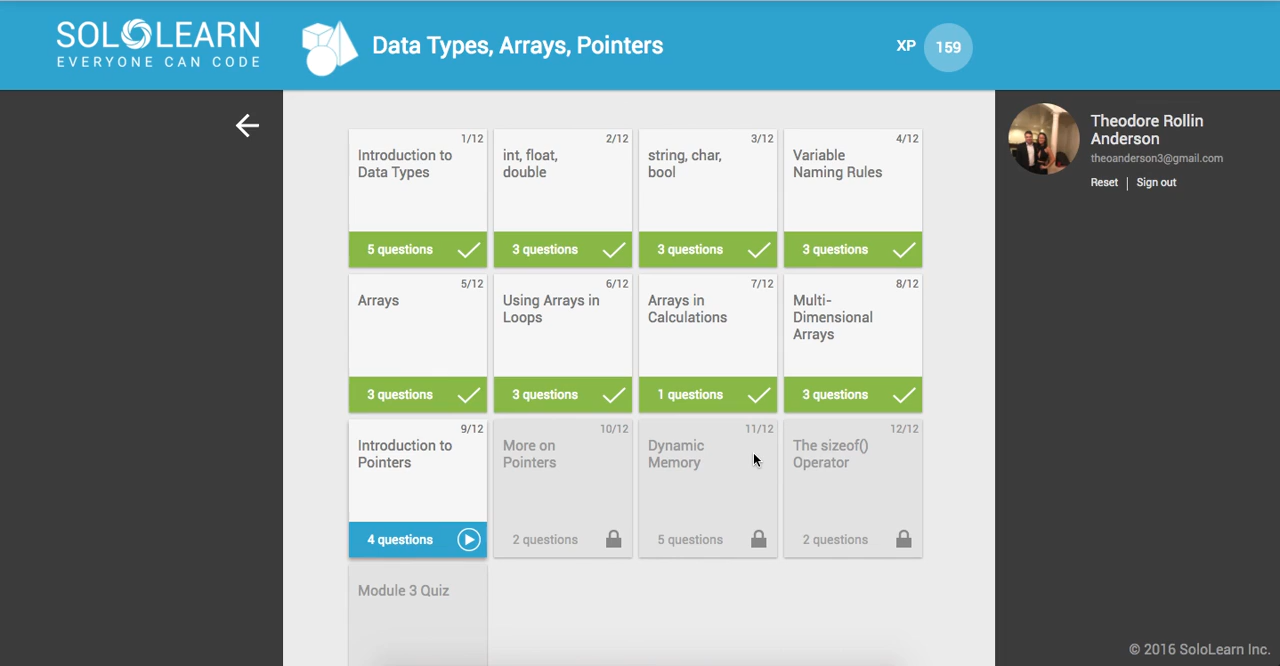 SOLOLEARN
EVERYONE CAN CODE
Data Types, Arrays, Pointers
XP 159
Theodore Rollin
Anderson
theoanderson3@gmail.com
Reset | Sign out
1/12
Introduction to
Data Types
5 questions
2/12
int, float,
double
3 questions
3/12
string, char,
bool
3 questions
4/12
Variable
Naming Rules
3 questions
5/12
Arrays
3 questions
6/12
Using Arrays in
Loops
3 questions
7/12
Arrays in
Calculations
1 questions
8/12
Multi-
Dimensional
Arrays
3 questions
9/12
Introduction to
Pointers
4 questions
10/12
More on
Pointers
2 questions
11/12
Dynamic
Memory
5 questions
12/12
The sizeof()
Operator
2 questions
Module 3 Quiz
© 2016 SoloLearn Inc.